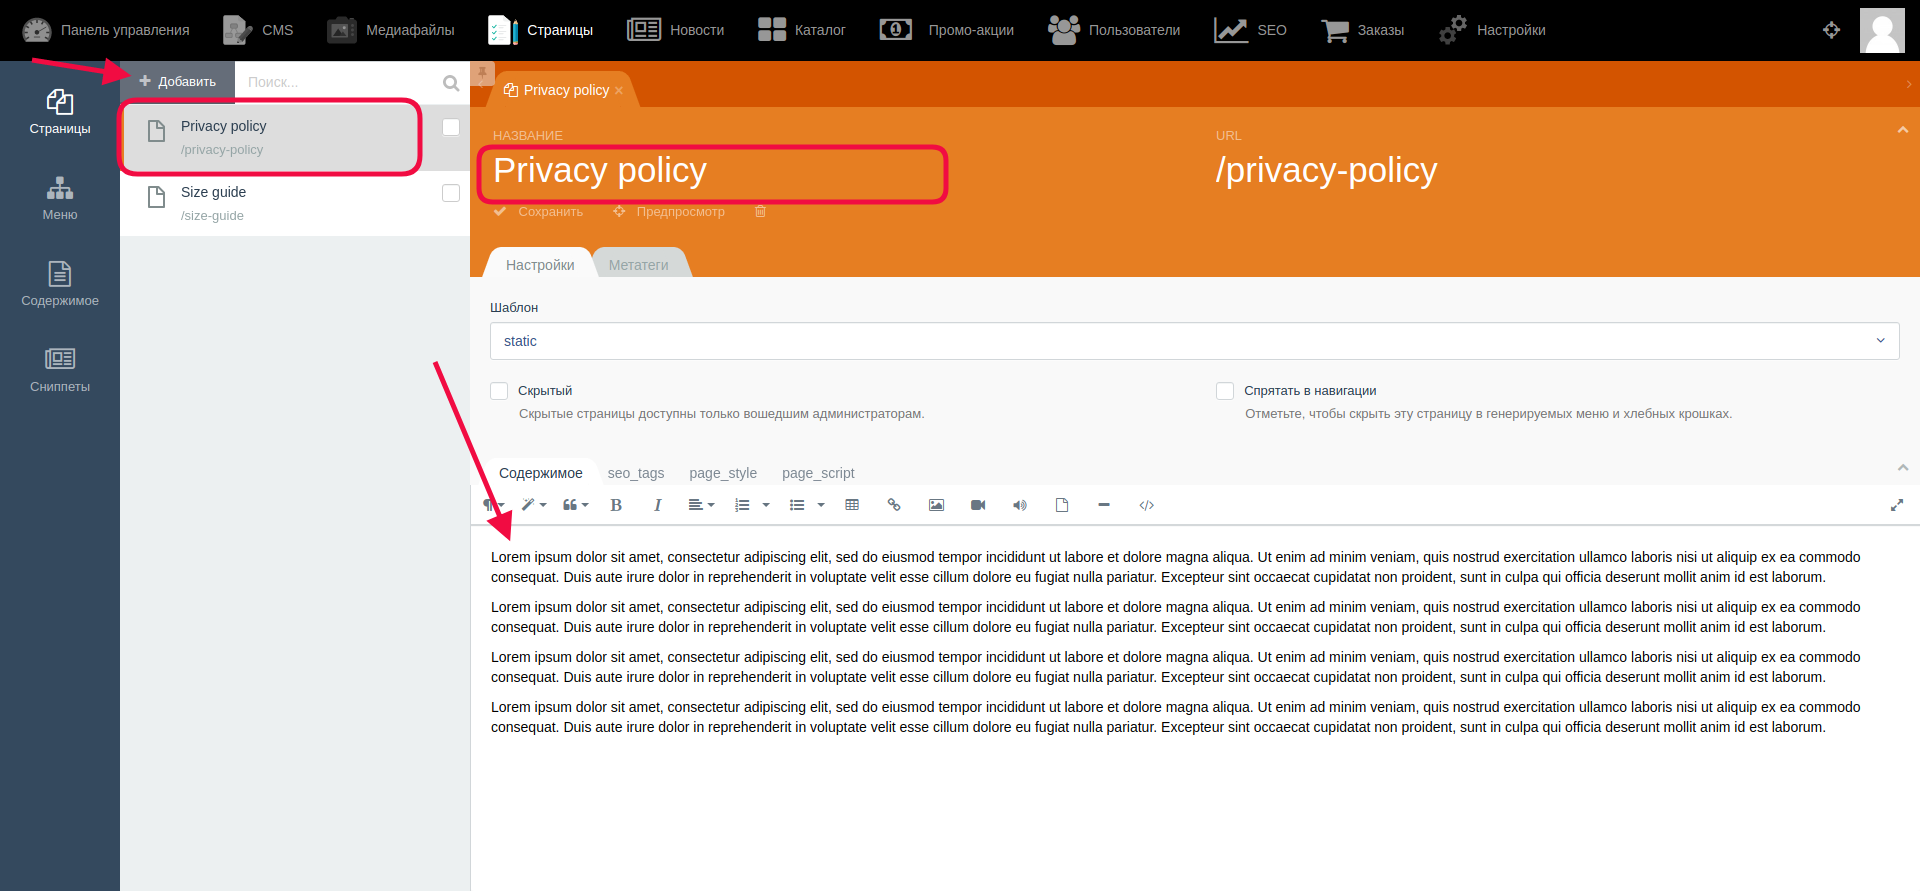 Панель управления CMS Медиафайлы Страницы Новости Каталог Промо-акции Пользователи SEO Заказы Настройки
Страницы
Меню
Содержимое
Сниппеты
Добавить Поиск...
Privacy policy
/privacy-policy
Size guide
/size-guide
Privacy policy
НАЗВАНИЕ URL
Privacy policy /privacy-policy
Сохранить Предпросмотр
Настройки Метатеги
Шаблон
static
Скрытый Спрятать в навигации
Скрытые страницы доступны только вошедшим администраторам. Отметьте, чтобы скрыть эту страницу в генерируемых меню и хлебных крошках.
Содержимое seo_tags page_style page_script
Lorem ipsum dolor sit amet, consectetur adipiscing elit, sed do eiusmod tempor incididunt ut labore et dolore magna aliqua. Ut enim ad minim veniam, quis nostrud exercitation ullamco laboris nisi ut aliquip ex ea commodo
consequat. Duis aute irure dolor in reprehenderit in voluptate velit esse cillum dolore eu fugiat nulla pariatur. Excepteur sint occaecat cupidatat non proident, sunt in culpa qui officia deserunt mollit anim id est laborum.
Lorem ipsum dolor sit amet, consectetur adipiscing elit, sed do eiusmod tempor incididunt ut labore et dolore magna aliqua. Ut enim ad minim veniam, quis nostrud exercitation ullamco laboris nisi ut aliquip ex ea commodo
consequat. Duis aute irure dolor in reprehenderit in voluptate velit esse cillum dolore eu fugiat nulla pariatur. Excepteur sint occaecat cupidatat non proident, sunt in culpa qui officia deserunt mollit anim id est laborum.
Lorem ipsum dolor sit amet, consectetur adipiscing elit, sed do eiusmod tempor incididunt ut labore et dolore magna aliqua. Ut enim ad minim veniam, quis nostrud exercitation ullamco laboris nisi ut aliquip ex ea commodo
consequat. Duis aute irure dolor in reprehenderit in voluptate velit esse cillum dolore eu fugiat nulla pariatur. Excepteur sint occaecat cupidatat non proident, sunt in culpa qui officia deserunt mollit anim id est laborum.
Lorem ipsum dolor sit amet, consectetur adipiscing elit, sed do eiusmod tempor incididunt ut labore et dolore magna aliqua. Ut enim ad minim veniam, quis nostrud exercitation ullamco laboris nisi ut aliquip ex ea commodo
consequat. Duis aute irure dolor in reprehenderit in voluptate velit esse cillum dolore eu fugiat nulla pariatur. Excepteur sint occaecat cupidatat non proident, sunt in culpa qui officia deserunt mollit anim id est laborum.